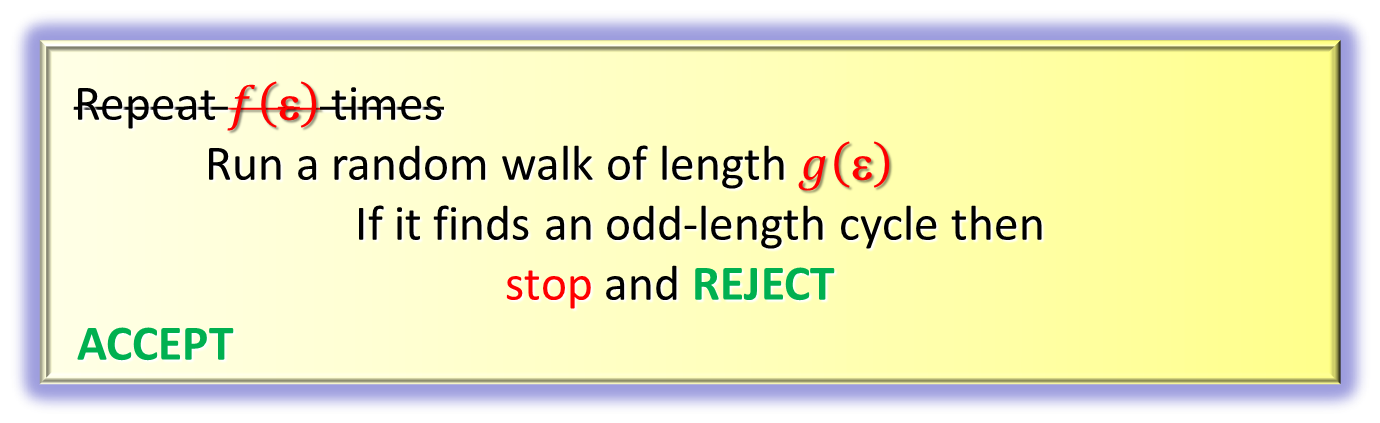 Repeat f(ε) times
Run a random walk of length g(ε)
If it finds an odd-length cycle then
stop and REJECT
ACCEPT